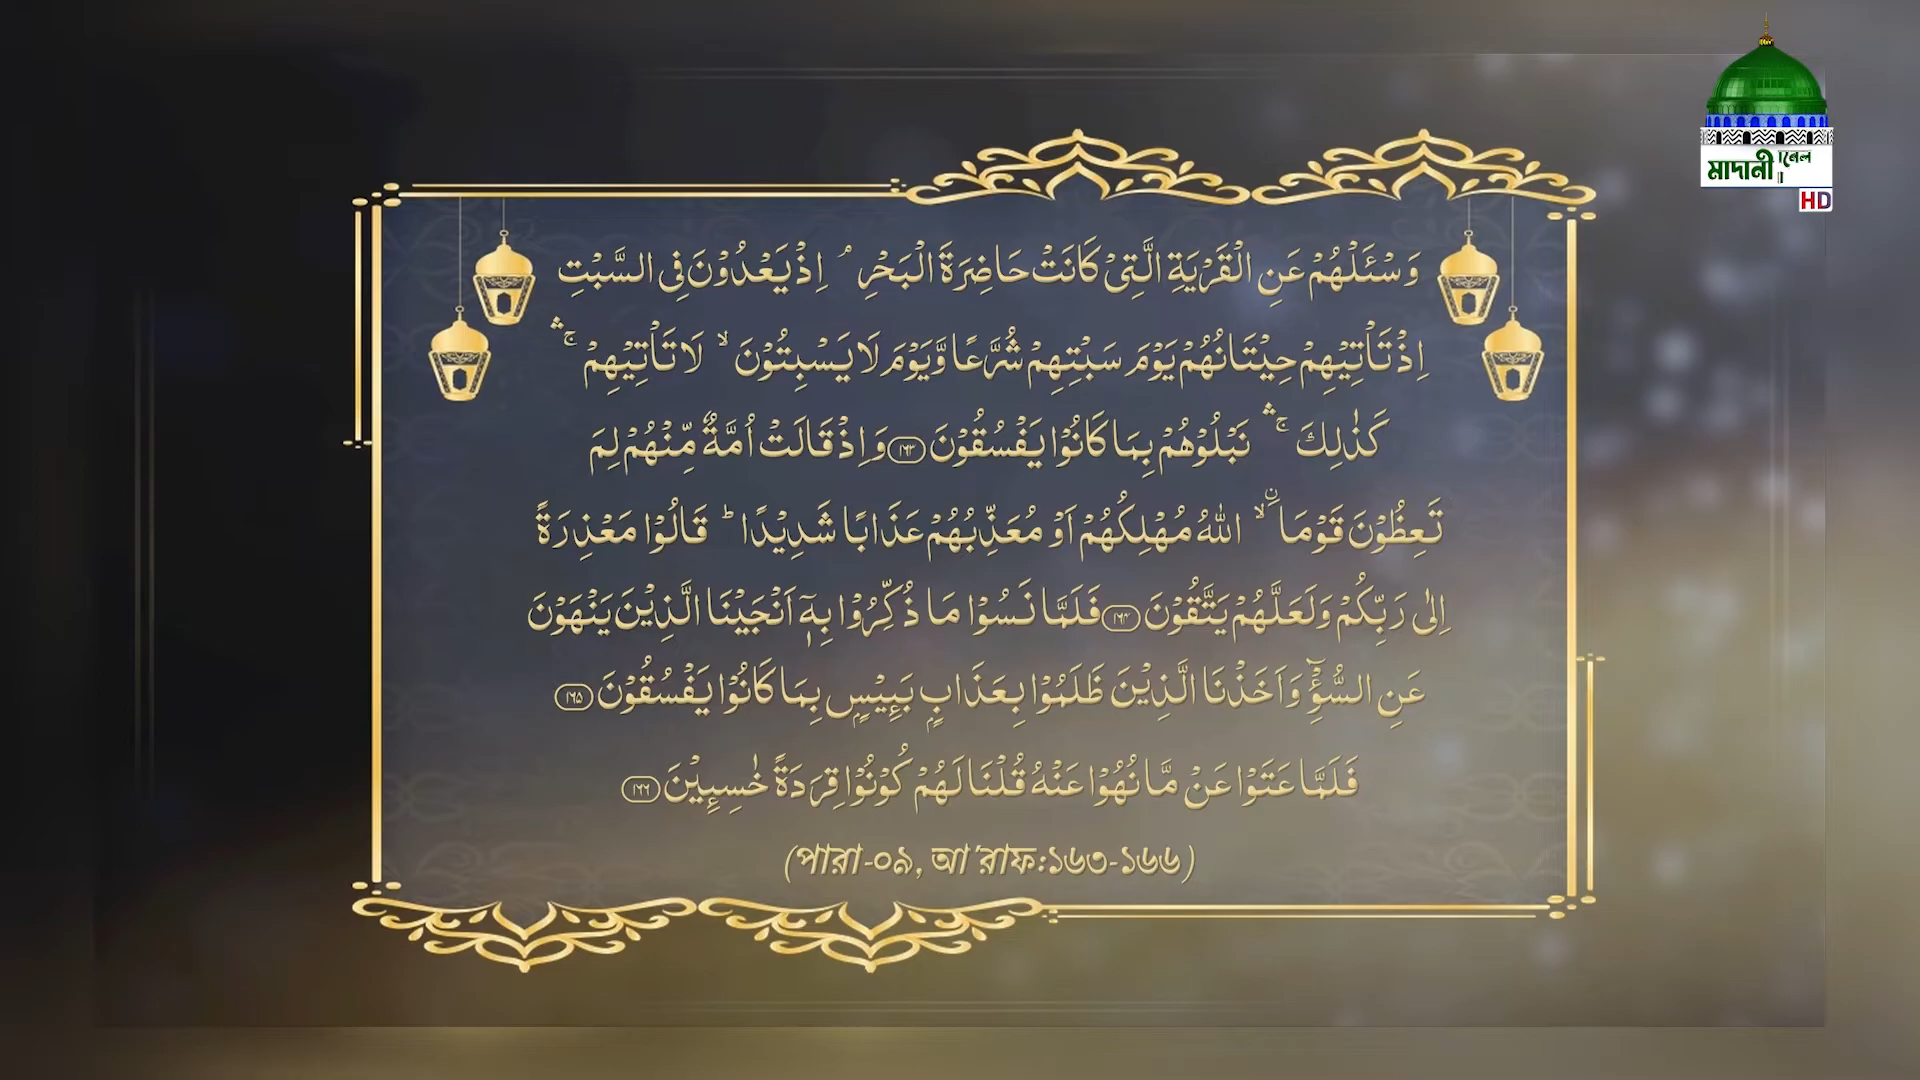 وَسْئَلْهُمْ عَنِ الْقَرْيَةِ الَّتِیْ كَانَتْ حَاضِرَةَ الْبَحْرِ ۘ اِذْ یَعْدُوْنَ فِی السَّبْتِ
اِذْ تَاْتِیْهِمْ حِیْتَانُهُمْ یَوْمَ سَبْتِهِمْ شُرَّعًا وَّ یَوْمَ لَا یَسْبِتُوْنَ ۙ لَا تَاْتِیْهِمْ ۛۚ
كَذٰلِكَ ۛۚ نَبْلُوْهُمْ بِمَا كَانُوْا یَفْسُقُوْنَ ﴿۱۶۳﴾ وَ اِذْ قَالَتْ اُمَّةٌ مِّنْهُمْ لِمَ
تَعِظُوْنَ قَوْمَا ۙنِ اللّٰهُ مُهْلِكُهُمْ اَوْ مُعَذِّبُهُمْ عَذَابًا شَدِیْدًا ؕ قَالُوْا مَعْذِرَةً
اِلٰی رَبِّكُمْ وَ لَعَلَّهُمْ یَتَّقُوْنَ ﴿۱۶۴﴾ فَلَمَّا نَسُوْا مَا ذُكِّرُوْا بِهٖۤ اَنْجَیْنَا الَّذِیْنَ یَنْهَوْنَ
عَنِ السُّوْٓءِ وَ اَخَذْنَا الَّذِیْنَ ظَلَمُوْا بِعَذَابٍۭ بَىِٕیْسٍۭ بِمَا كَانُوْا یَفْسُقُوْنَ ﴿۱۶۵﴾
فَلَمَّا عَتَوْا عَنْ مَّا نُهُوْا عَنْهُ قُلْنَا لَهُمْ كُوْنُوْا قِرَدَةً خٰسِىِٕیْنَ ﴿۱۶۶﴾
(পারা-০৯, আ'রাফ:১৬৩-১৬৬)
মাদানী
HD